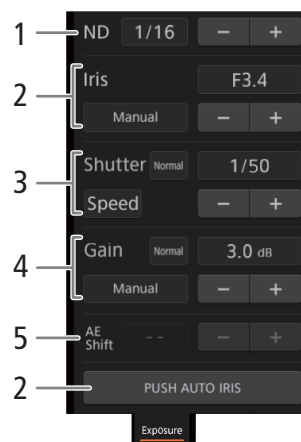 1 ND 1/16 − +
2 Iris F3.4
Manual − +
3 Shutter Normal 1/50
Speed − +
4 Gain Normal 3.0 dB
Manual − +
5 AE Shift -- − +
2 PUSH AUTO IRIS
Exposure